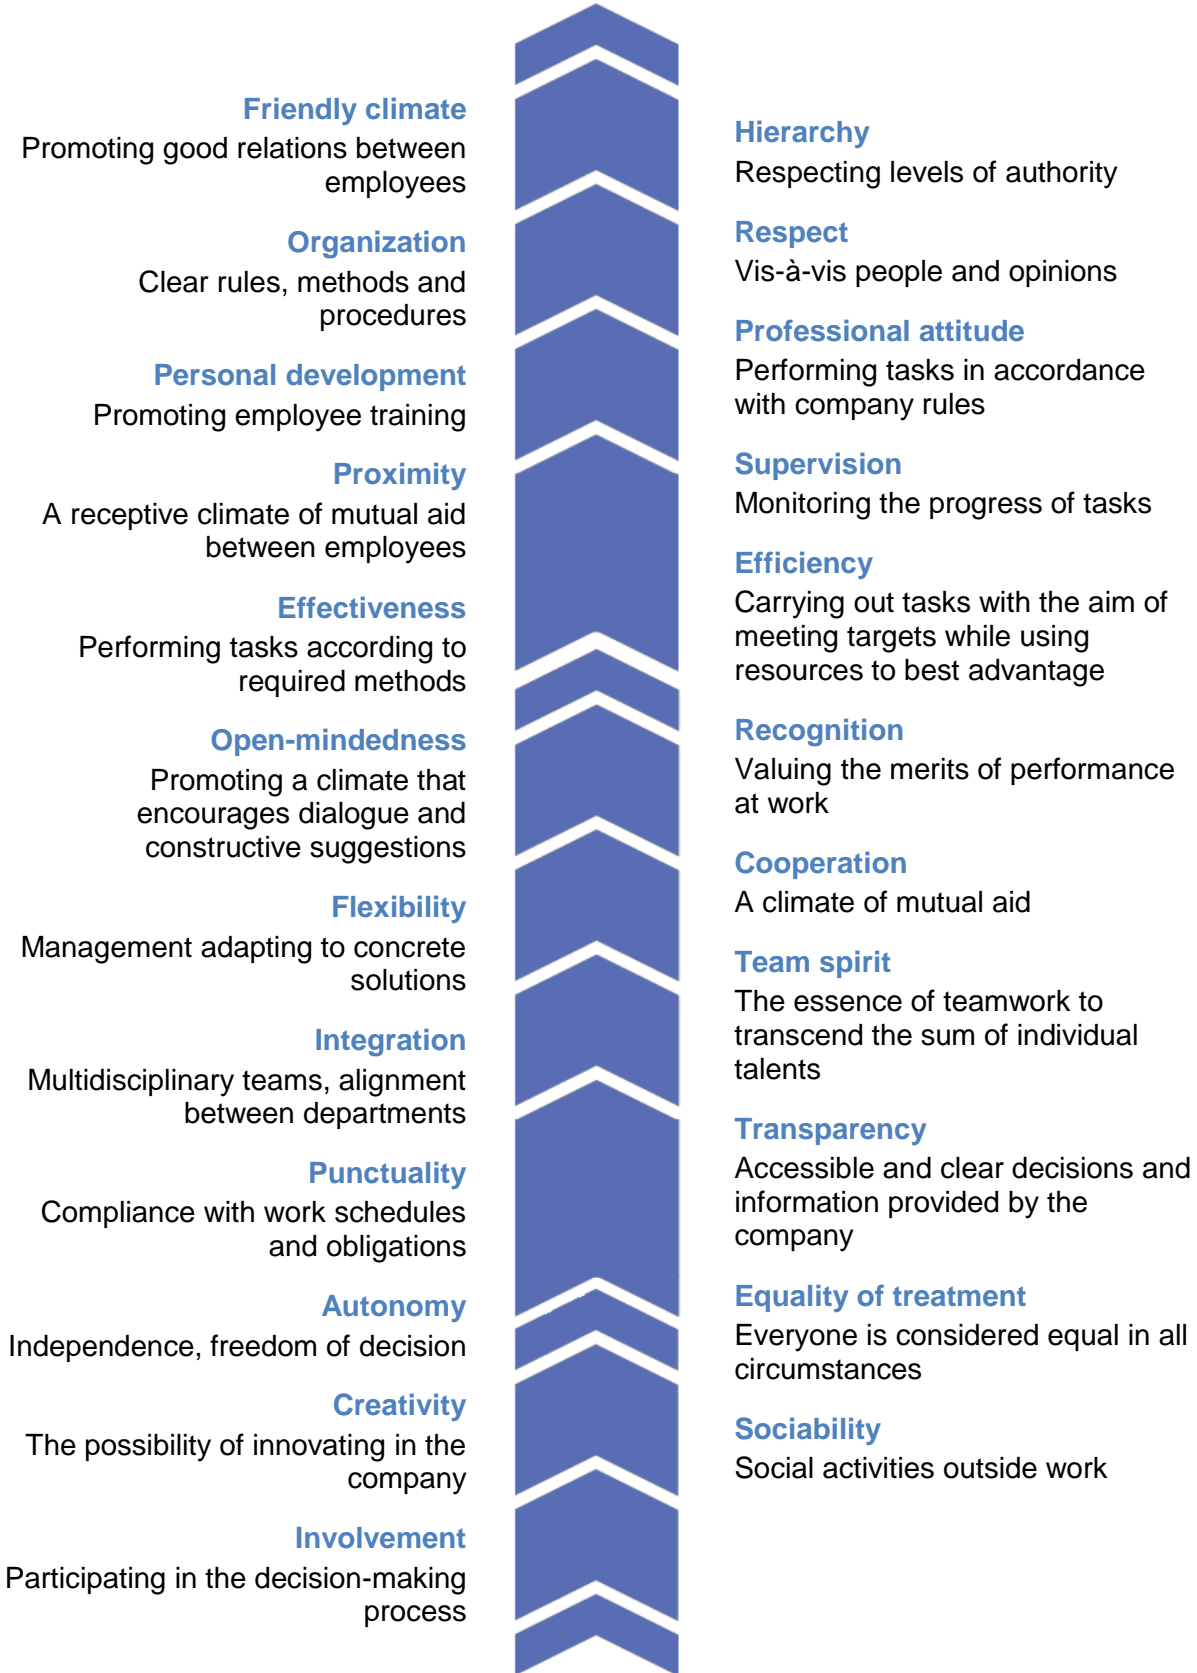 Friendly climate
Promoting good relations between
employees
Organization
Clear rules, methods and
procedures
Personal development
Promoting employee training
Proximity
A receptive climate of mutual aid
between employees
Effectiveness
Performing tasks according to
required methods
Open-mindedness
Promoting a climate that
encourages dialogue and
constructive suggestions
Flexibility
Management adapting to concrete
solutions
Integration
Multidisciplinary teams, alignment
between departments
Punctuality
Compliance with work schedules
and obligations
Autonomy
Independence, freedom of decision
Creativity
The possibility of innovating in the
company
Involvement
Participating in the decision-making
process
Hierarchy
Respecting levels of authority
Respect
Vis-à-vis people and opinions
Professional attitude
Performing tasks in accordance
with company rules
Supervision
Monitoring the progress of tasks
Efficiency
Carrying out tasks with the aim of
meeting targets while using
resources to best advantage
Recognition
Valuing the merits of performance
at work
Cooperation
A climate of mutual aid
Team spirit
The essence of teamwork to
transcend the sum of individual
talents
Transparency
Accessible and clear decisions and
information provided by the
company
Equality of treatment
Everyone is considered equal in all
circumstances
Sociability
Social activities outside work